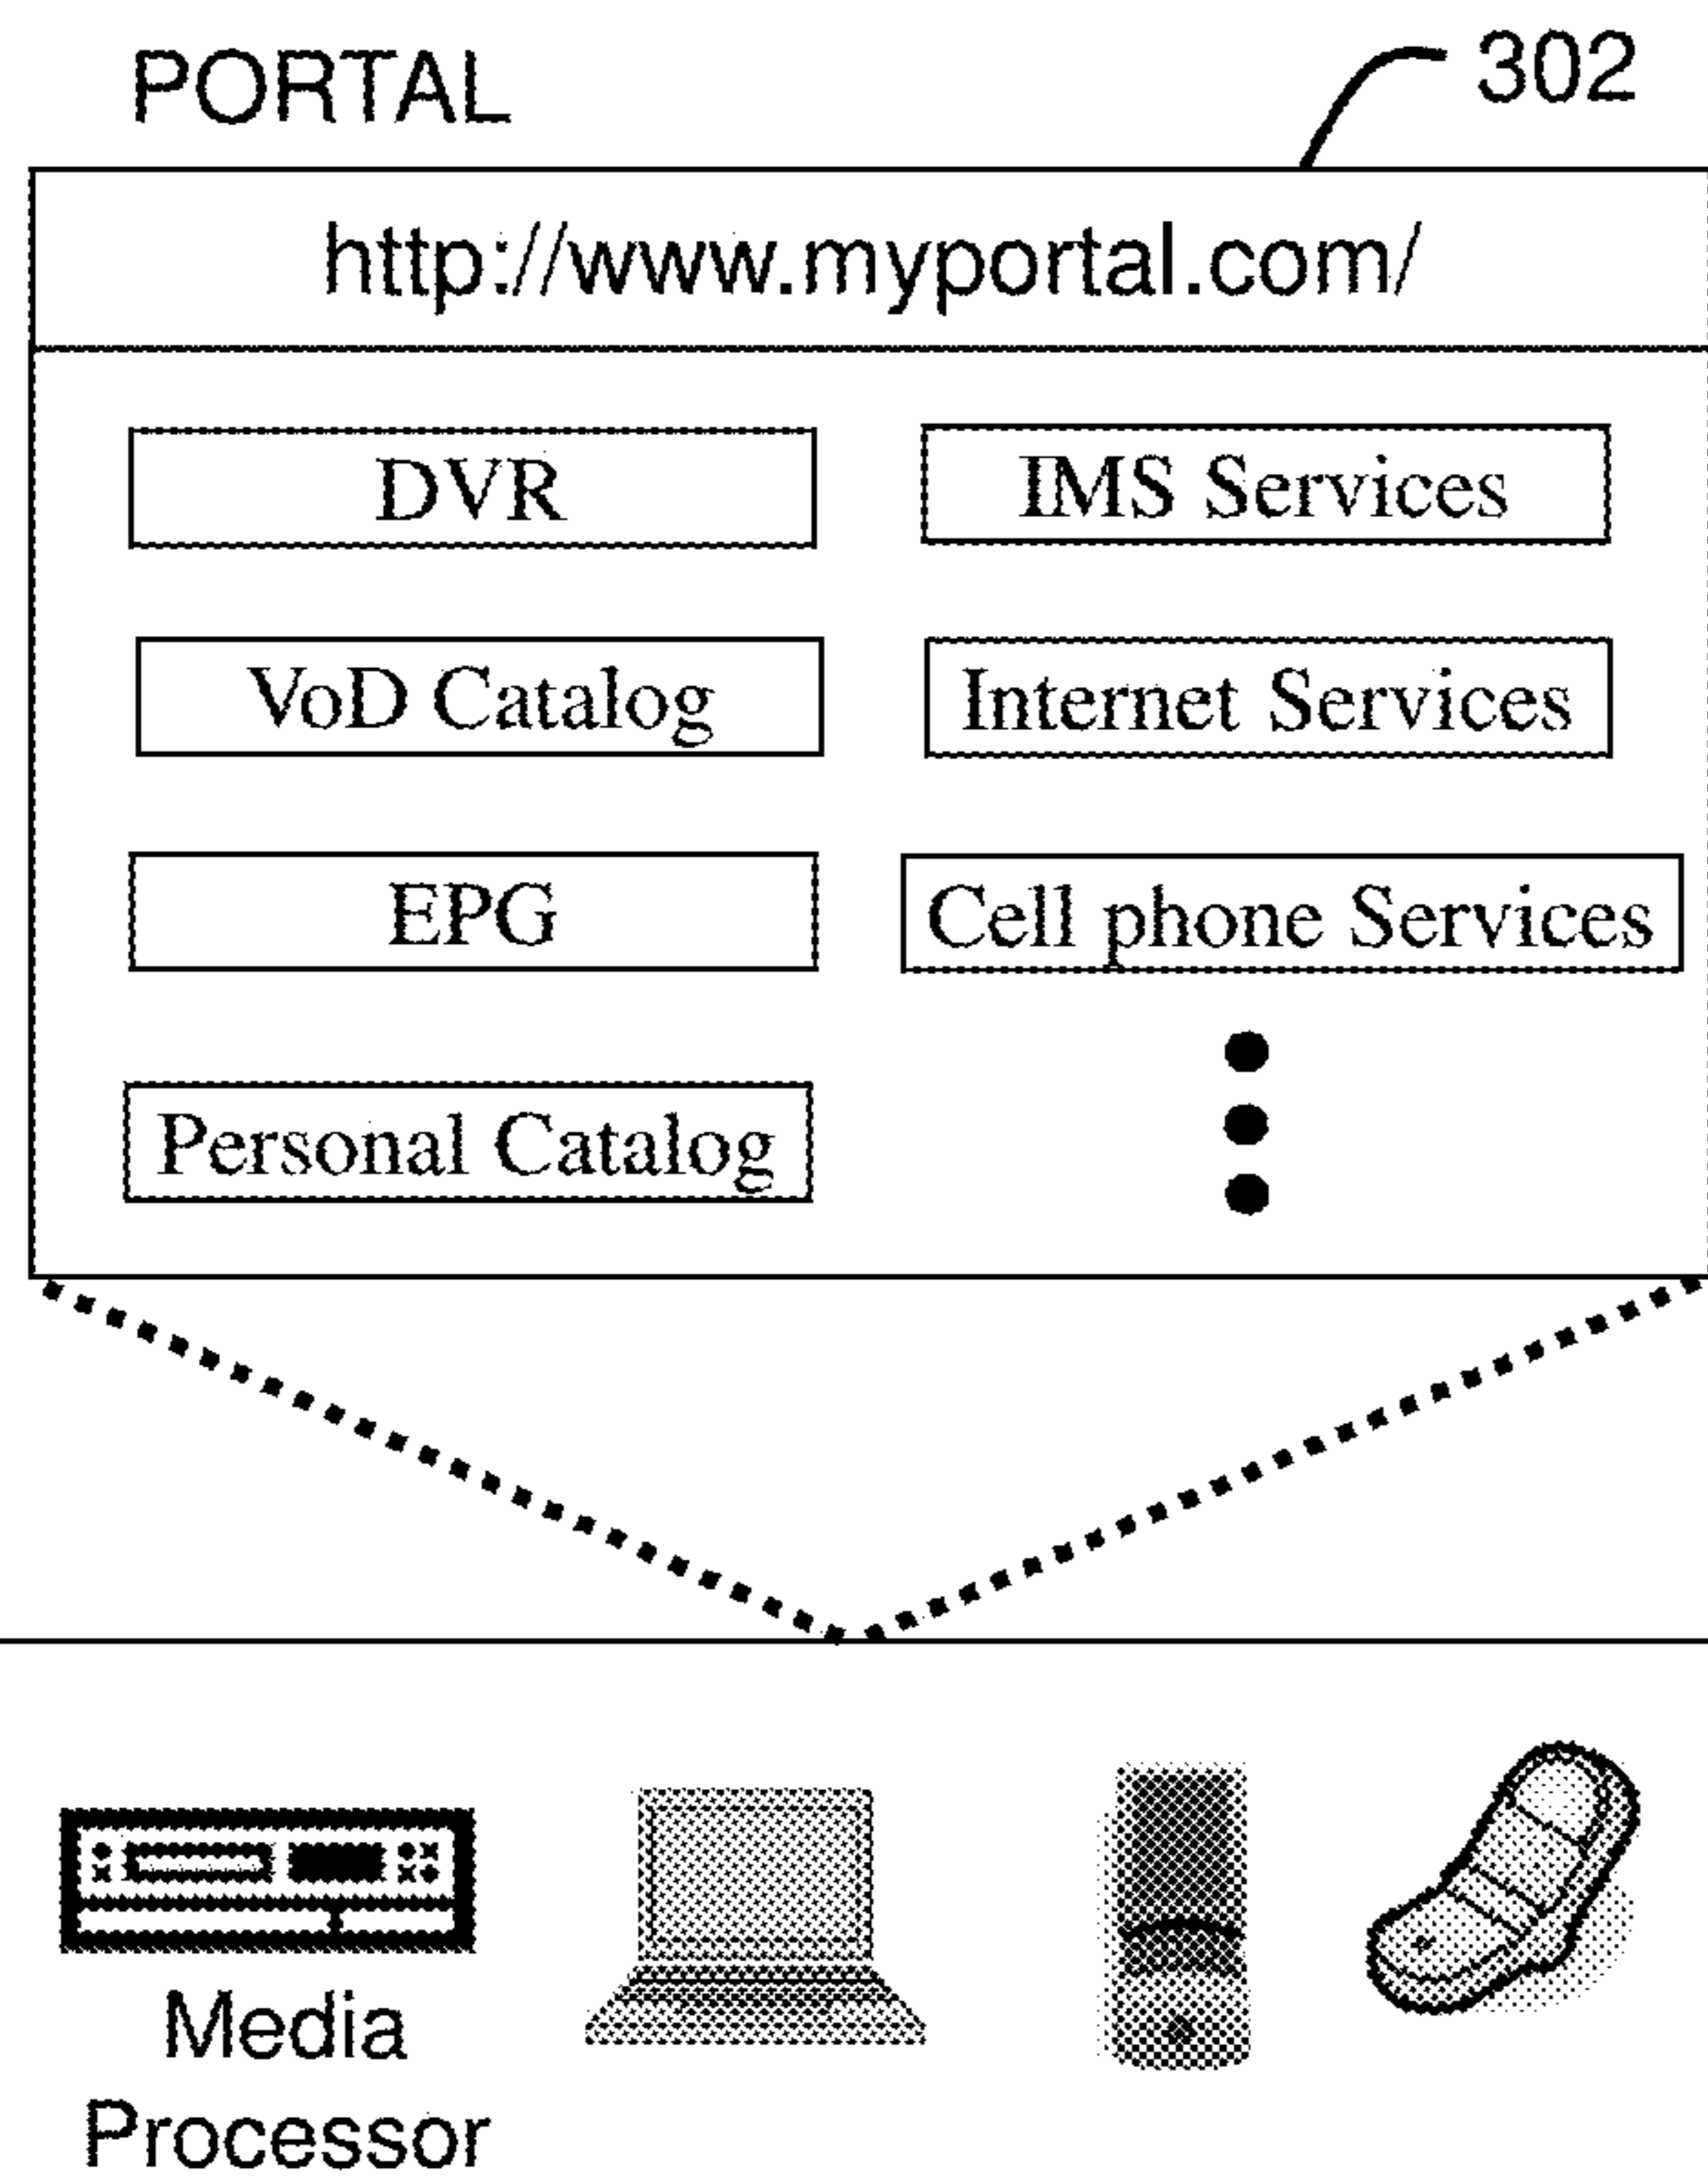 PORTAL
302
http://www.myportal.com/
DVR
IMS Services
VoD Catalog
Internet Services
EPG
Cell phone Services
Personal Catalog
Media
Processor